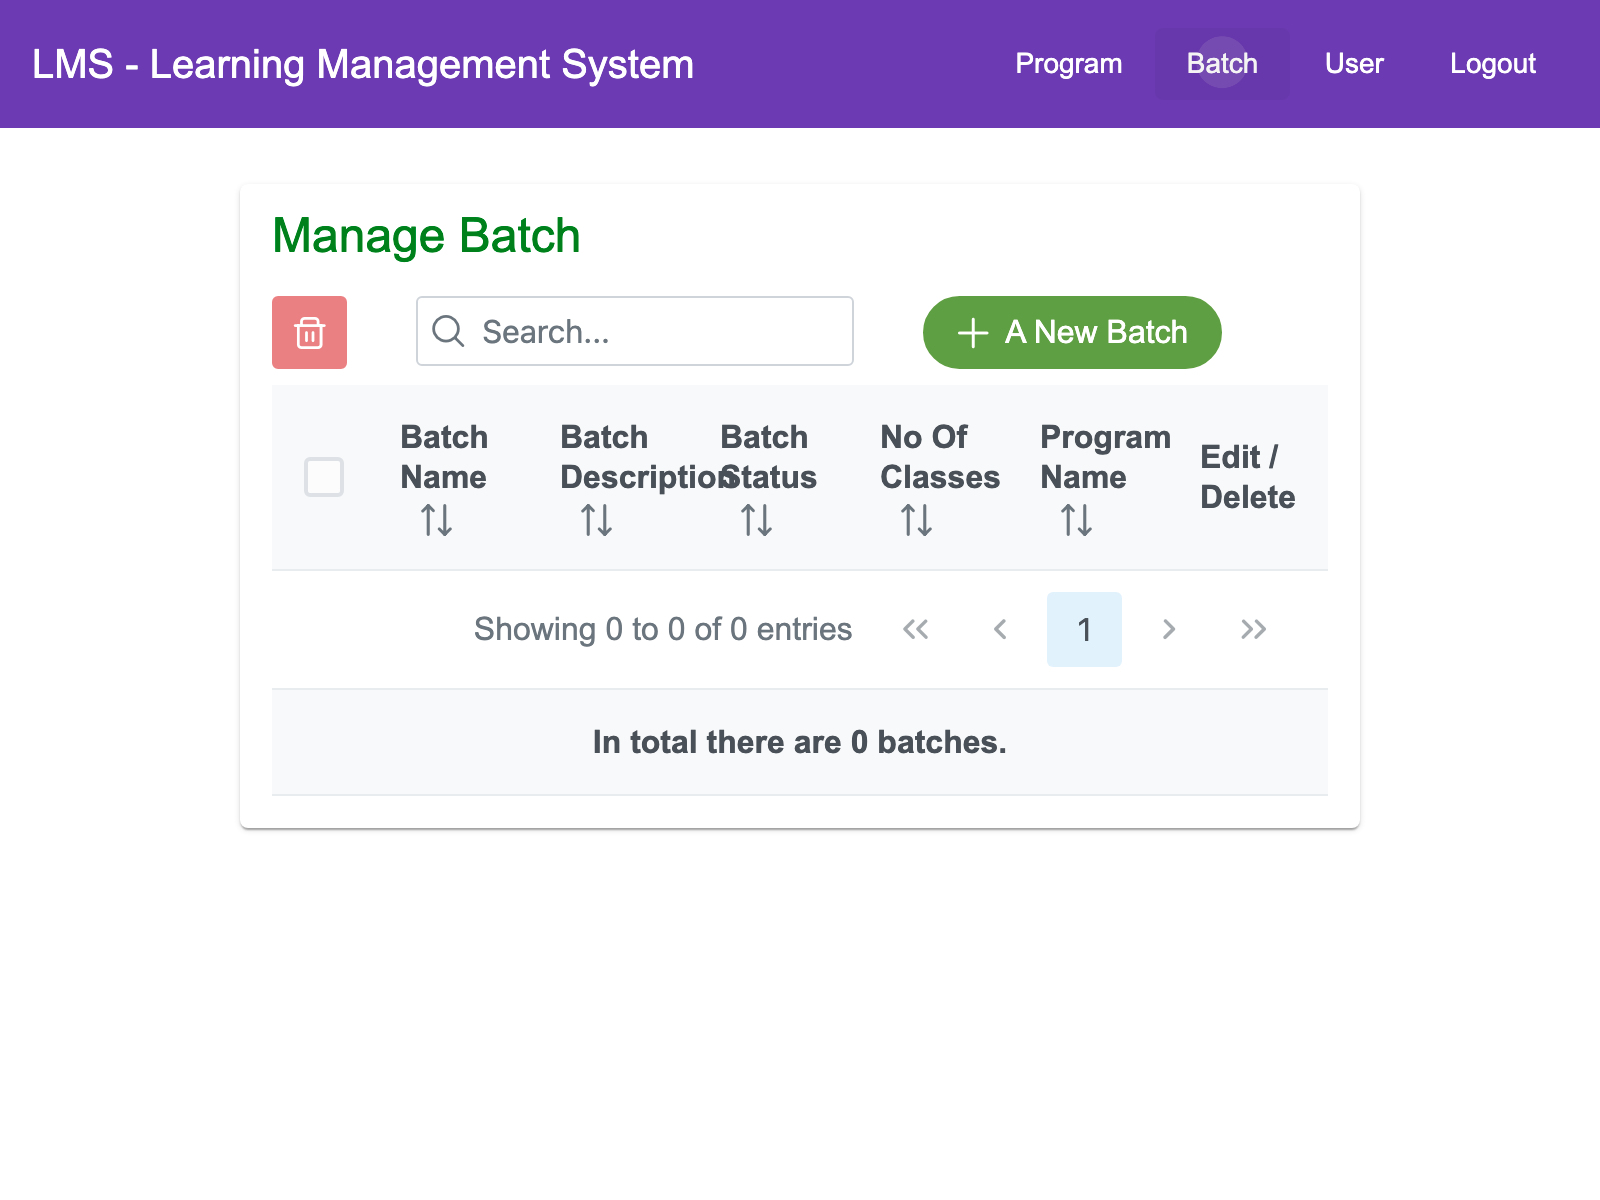 LMS - Learning Management System
Program Batch User Logout
Manage Batch
Search...
A New Batch
Batch Name
Batch Description
Batch Status
No Of Classes
Program Name
Edit / Delete
Showing 0 to 0 of 0 entries
1
In total there are 0 batches.